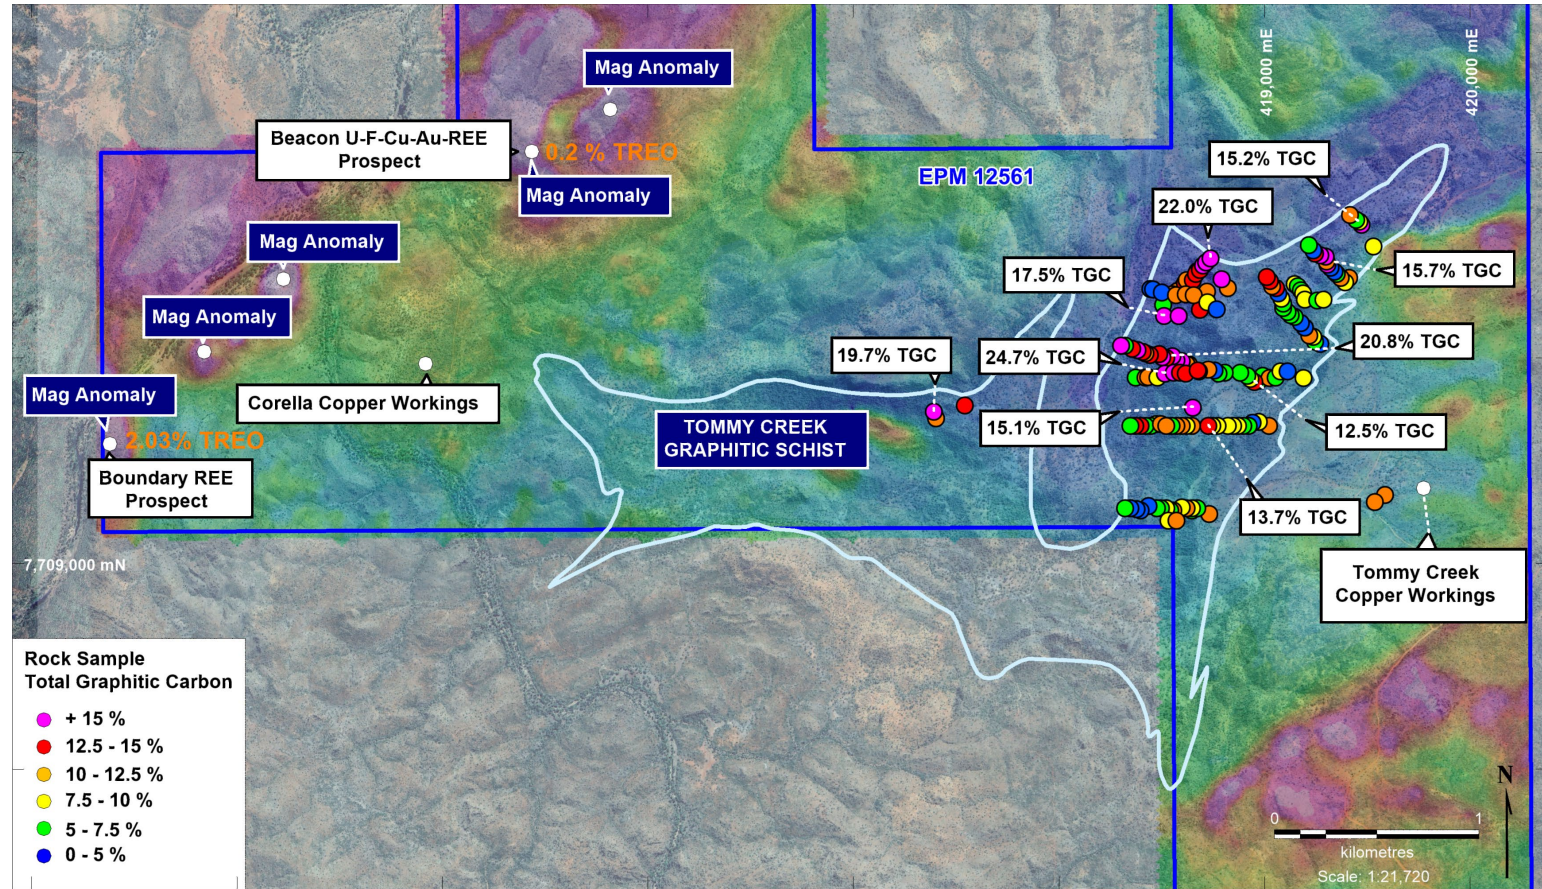 Mag Anomaly
419,000 mE
420,000 mE
Beacon U-F-Cu-Au-REE
Prospect
0.2 % TREO
Mag Anomaly
EPM 12561
15.2% TGC
22.0% TGC
Mag Anomaly
17.5% TGC
15.7% TGC
Mag Anomaly
19.7% TGC
24.7% TGC
20.8% TGC
Mag Anomaly
Corella Copper Workings
2.03% TREO
Boundary REE
Prospect
TOMMY CREEK
GRAPHITIC SCHIST
15.1% TGC
12.5% TGC
13.7% TGC
7,709,000 mN
Tommy Creek
Copper Workings
Rock Sample
Total Graphitic Carbon
+ 15 %
12.5 - 15 %
10 - 12.5 %
7.5 - 10 %
5 - 7.5 %
0 - 5 %
N
0 1
kilometres
Scale: 1:21,720